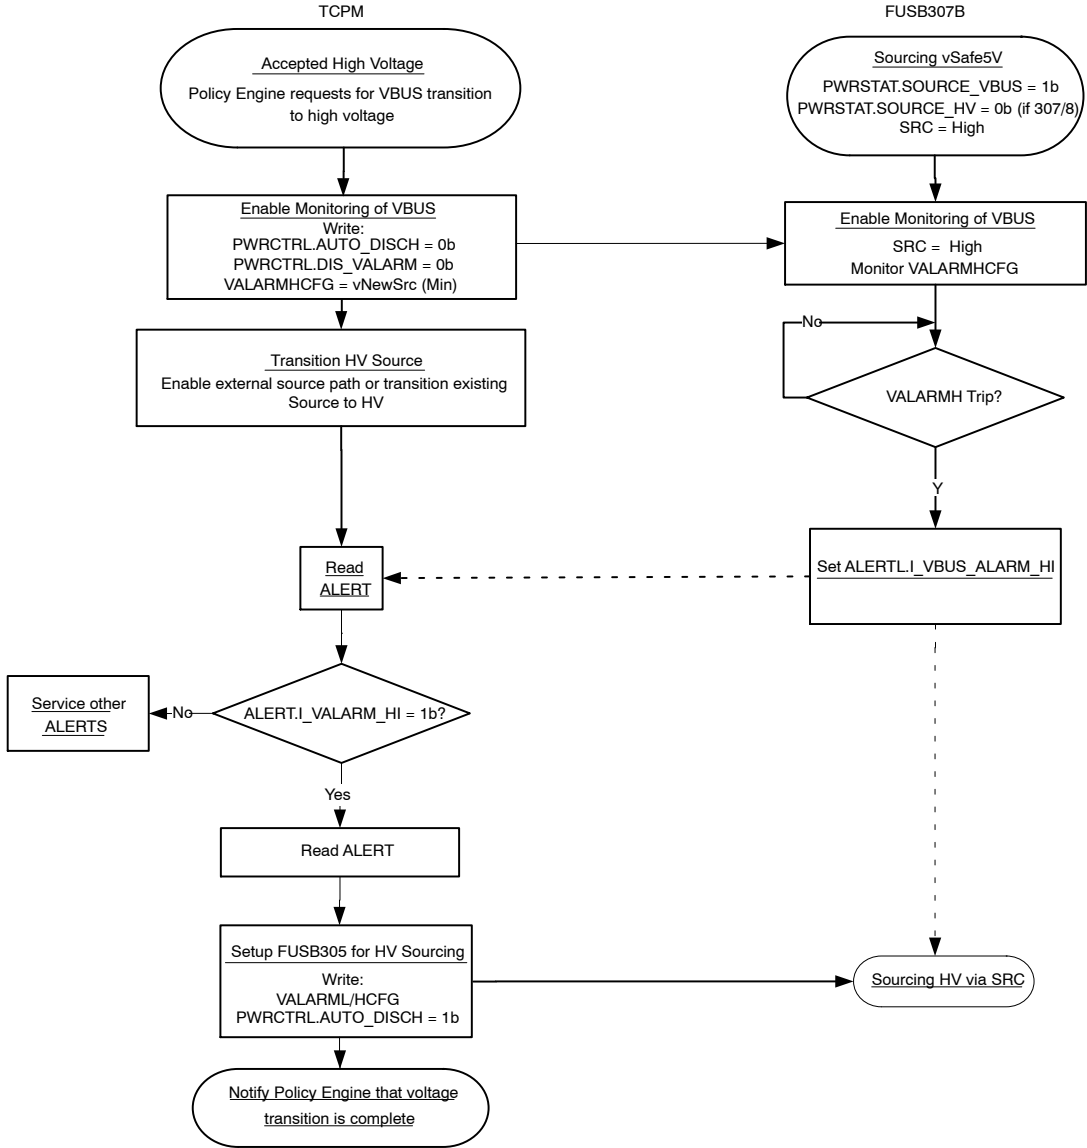 TCPM
FUSB307B
Accepted High Voltage
Policy Engine requests for VBUS transition
to high voltage
Sourcing vSafe5V
PWRSTAT.SOURCE_VBUS = 1b
PWRSTAT.SOURCE_HV = 0b (if 307/8)
SRC = High
Enable Monitoring of VBUS
Write:
PWRCTRL.AUTO_DISCH = 0b
PWRCTRL.DIS_VALARM = 0b
VALARMHCFG = vNewSrc (Min)
Enable Monitoring of VBUS
SRC = High
Monitor VALARMHCFG
No
Transition HV Source
Enable external source path or transition existing
Source to HV
VALARMH Trip?
Y
Read
ALERT
Set ALERTL.I_VBUS_ALARM_HI
Service other
ALERTS
No
ALERT.I_VALARM_HI = 1b?
Yes
Read ALERT
Setup FUSB305 for HV Sourcing
Write:
VALARML/HCFG
PWRCTRL.AUTO_DISCH = 1b
Sourcing HV via SRC
Notify Policy Engine that voltage
transition is complete